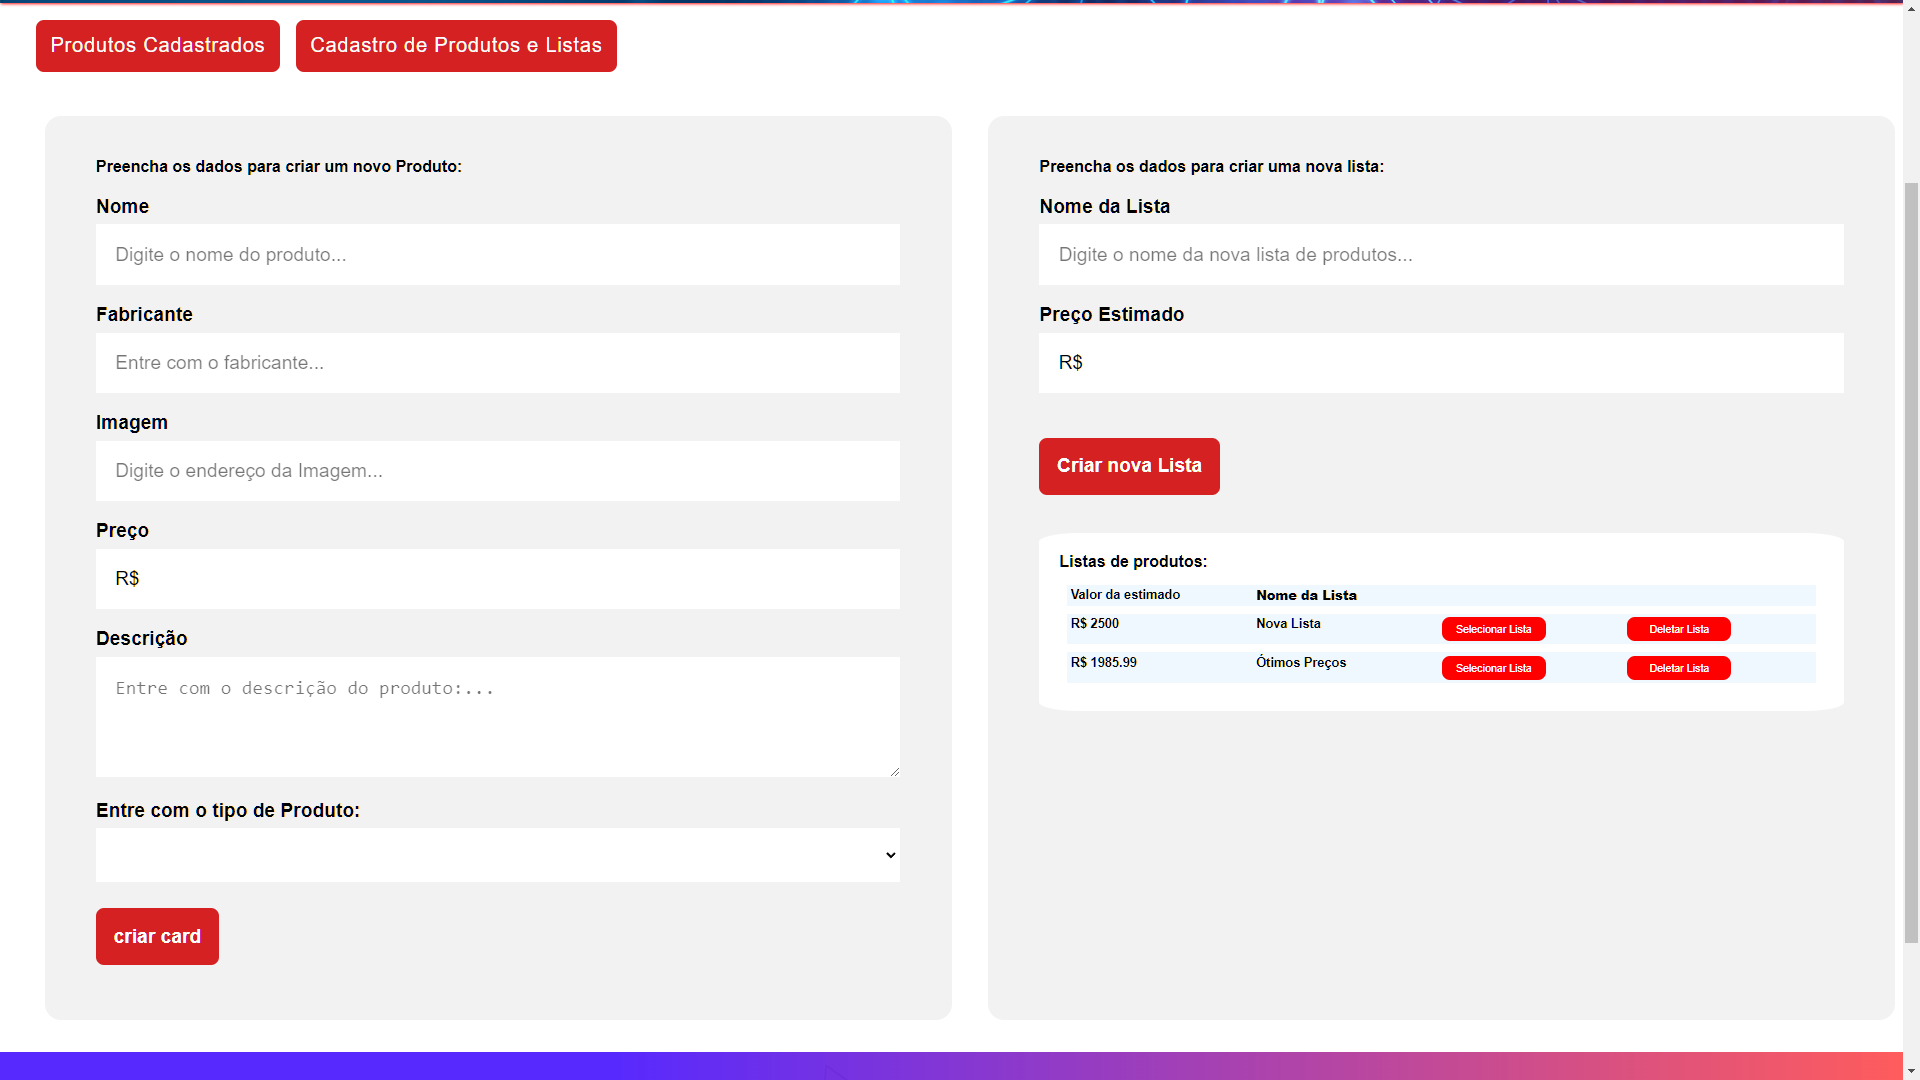 Produtos Cadastrados
Cadastro de Produtos e Listas
Preencha os dados para criar um novo Produto:
Nome
Digite o nome do produto...
Fabricante
Entre com o fabricante...
Imagem
Digite o endereço da Imagem...
Preço
R$
Descrição
Entre com o descrição do produto:...
Entre com o tipo de Produto:
criar card
Preencha os dados para criar uma nova lista:
Nome da Lista
Digite o nome da nova lista de produtos...
Preço Estimado
R$
Criar nova Lista
Listas de produtos:
Valor da estimado Nome da Lista
R$ 2500 Nova Lista Selecionar Lista Deletar Lista
R$ 1985.99 Ótimos Preços Selecionar Lista Deletar Lista